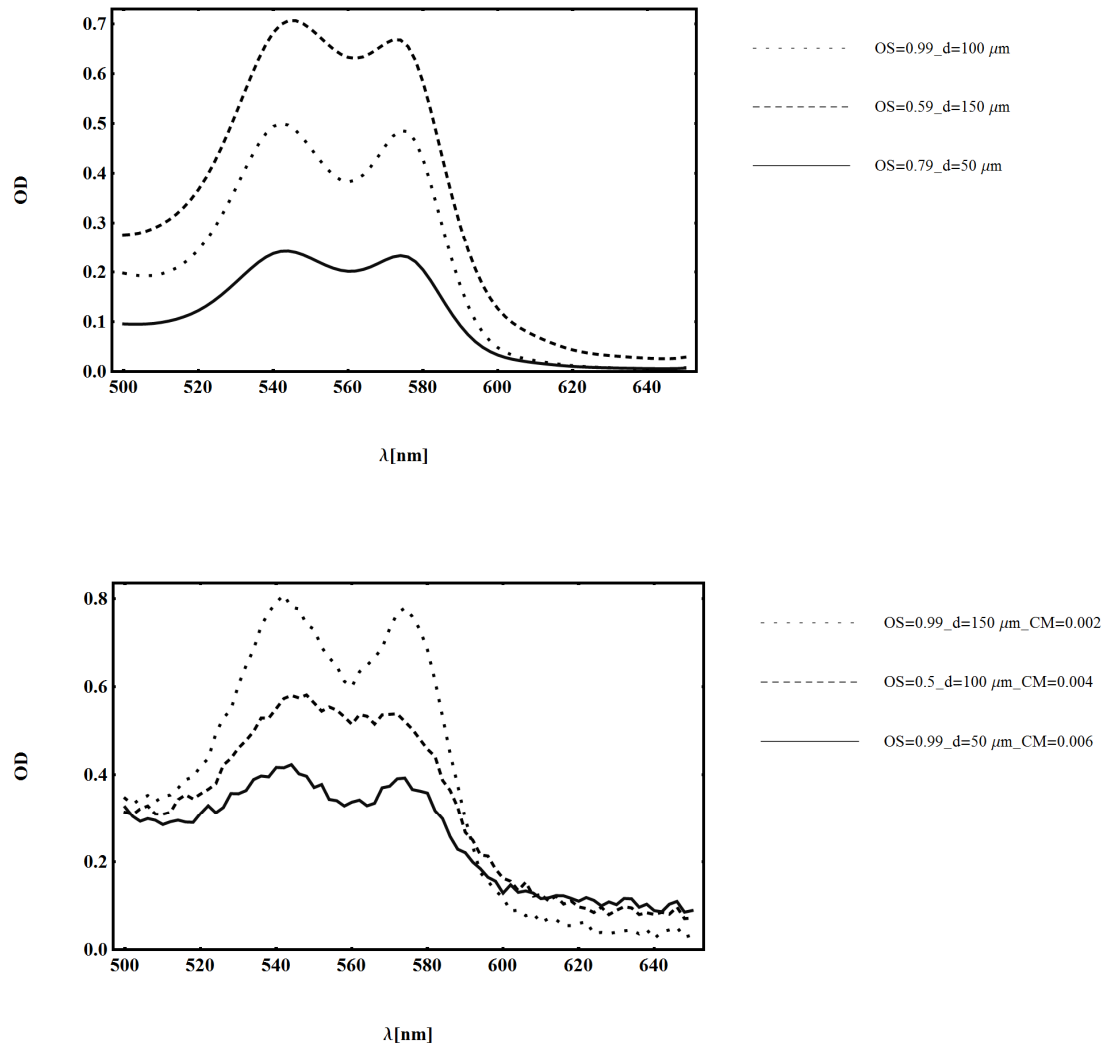 0.7
0.6
0.5
0.4
0.3
0.2
0.1
0.0
OD
500 520 540 560 580 600 620 640
λ[nm]
OS=0.99_d=100 μm
OS=0.59_d=150 μm
OS=0.79_d=50 μm
0.8
0.6
0.4
0.2
0.0
OD
500 520 540 560 580 600 620 640
λ[nm]
OS=0.99_d=150 μm_CM=0.002
OS=0.5_d=100 μm_CM=0.004
OS=0.99_d=50 μm_CM=0.006